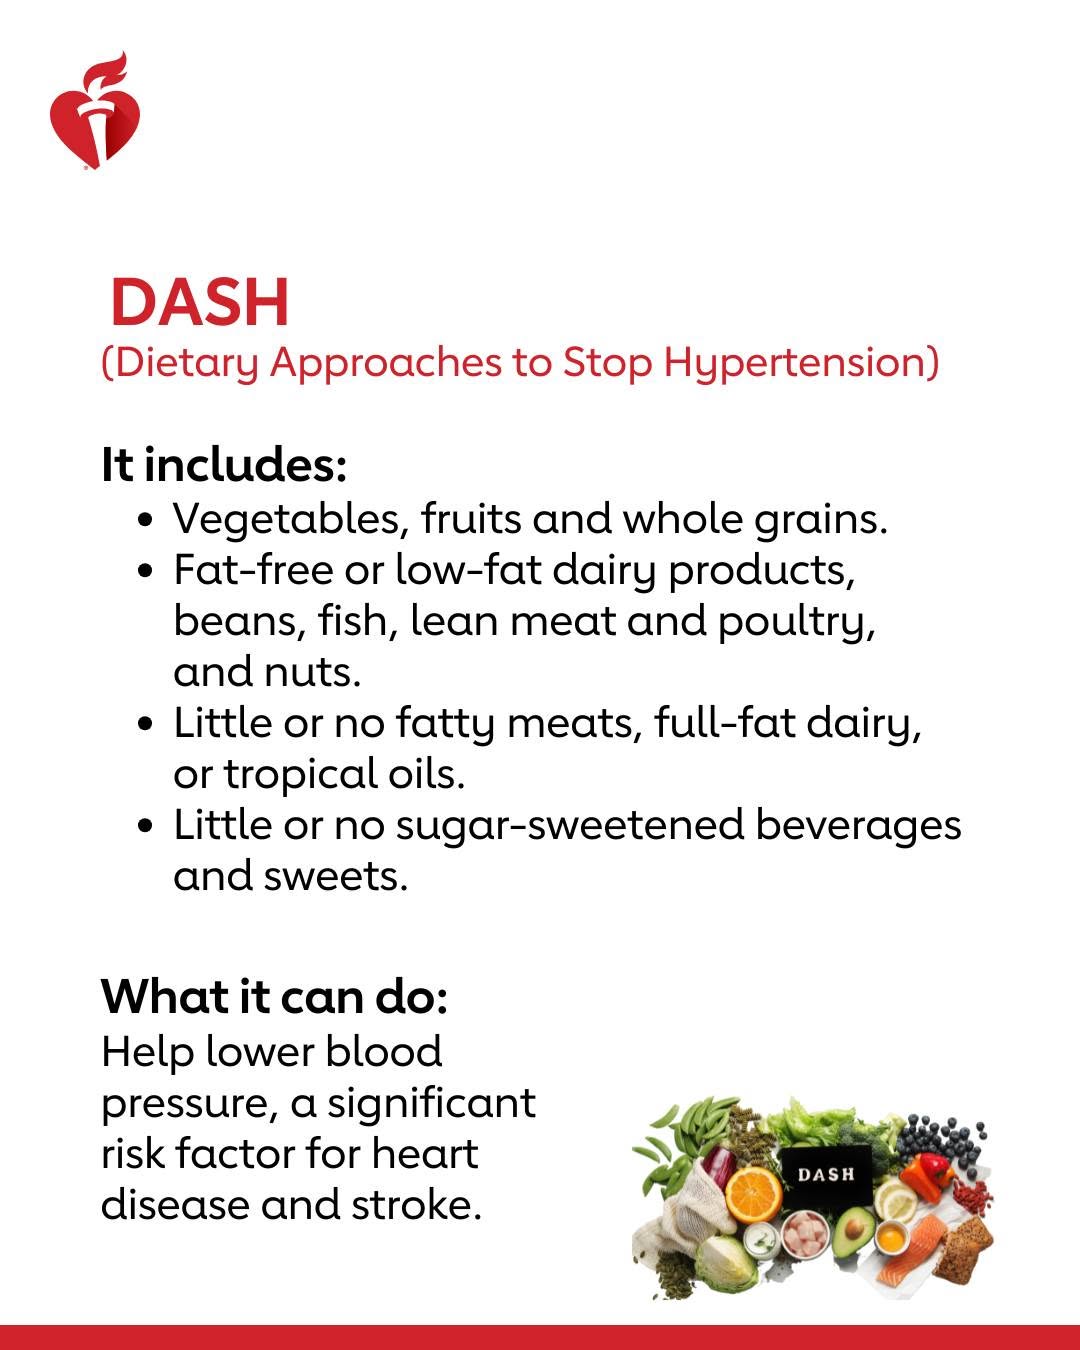 DASH
(Dietary Approaches to Stop Hypertension)
It includes:
• Vegetables, fruits and whole grains.
• Fat-free or low-fat dairy products,
beans, fish, lean meat and poultry,
and nuts.
• Little or no fatty meats, full-fat dairy,
or tropical oils.
• Little or no sugar-sweetened beverages
and sweets.
What it can do:
Help lower blood
pressure, a significant
risk factor for heart
disease and stroke.
DASH